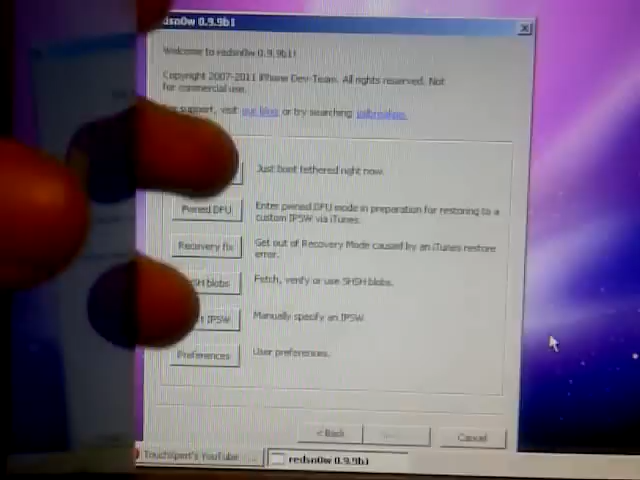 dsn0w 0.9.9b1
Welcome to redsn0w 0.9.9b1!
Copyright 2007-2011 iPhone Dev-Team. All rights reserved. Not
for commercial use.
support, visit our blog or try searching jailbreakqa.
Just boot tethered right now.
Pwned DFU
Enter pwned DFU mode in preparation for restoring to a
custom IPSW via iTunes.
Recovery fix
Get out of Recovery Mode caused by an iTunes restore
error.
SH blobs
Fetch, verify or use SHSH blobs.
IPSW
Manually specify an IPSW
Preferences
User preferences.
< Back
Cancel
TouchXpert's YouTube ...
redsn0w 0.9.9b1